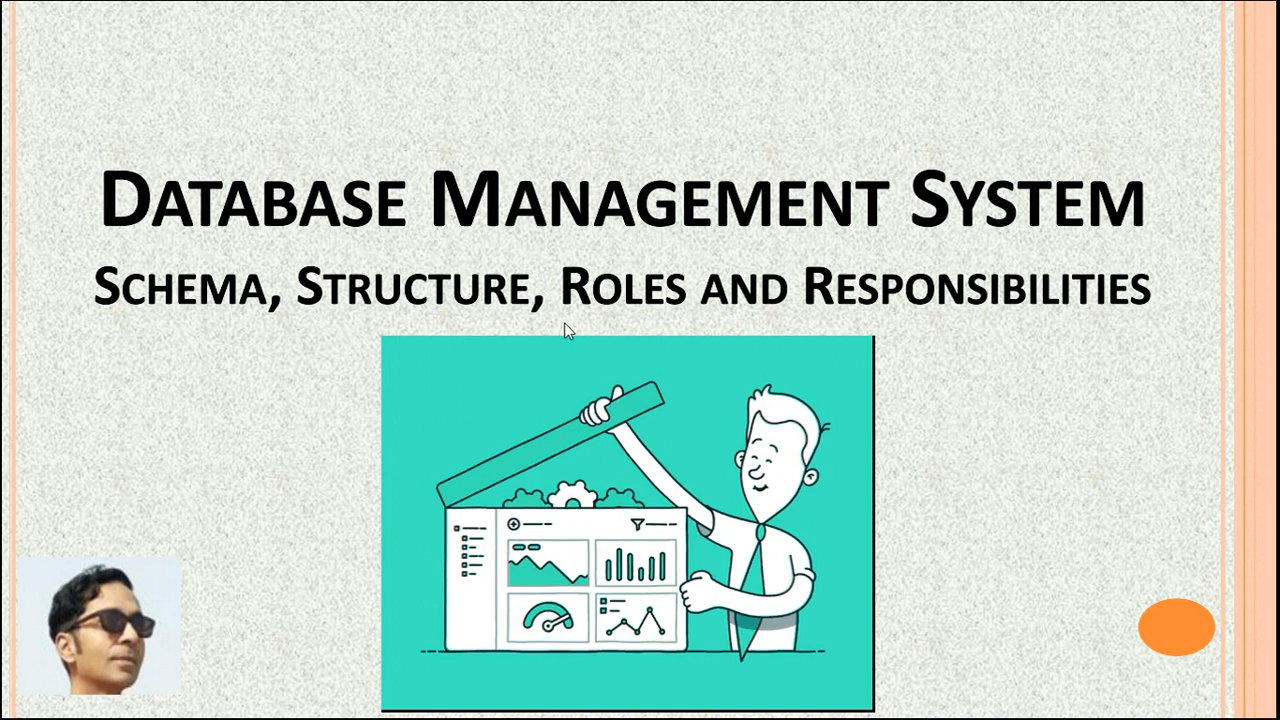 Database Management System
Schema, Structure, Roles and Responsibilities